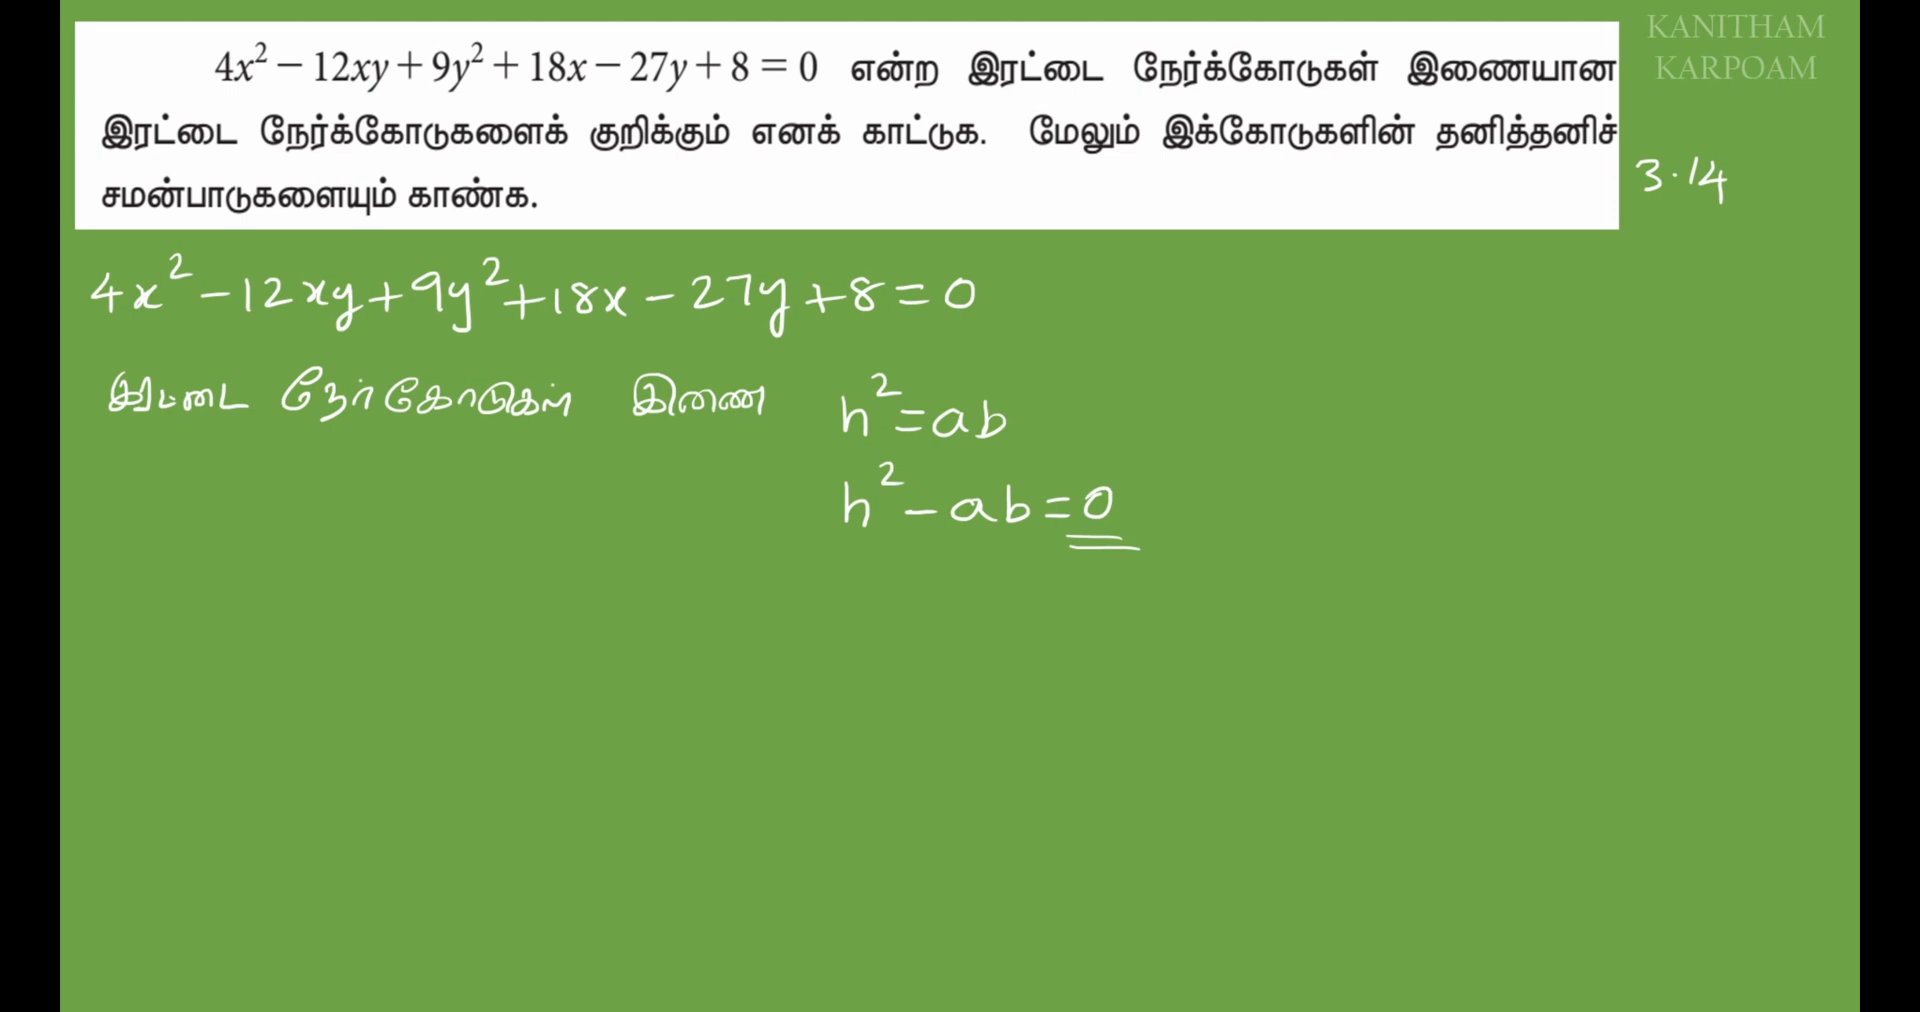 KANITHAM
KARPOAM
4x² − 12xy + 9y² + 18x − 27y + 8 = 0 என்ற இரட்டை நேர்க்கோடுகள் இணையான
இரட்டை நேர்க்கோடுகளைக் குறிக்கும் எனக் காட்டுக. மேலும் இக்கோடுகளின் தனித்தனிச்
சமன்பாடுகளையும் காண்க.
3.14
4x² − 12xy + 9y² + 18x − 27y + 8 = 0
இரட்டை நேர்கோடுகள் இணை h² = ab
h² − ab = 0